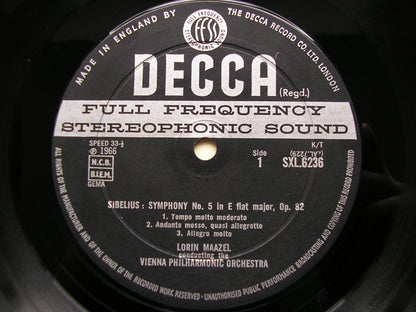 MADE IN ENGLAND BY
THE DECCA RECORD CO. LTD. LONDON
FULL FREQUENCY
STEREOPHONIC SOUND
FFSS
DECCA (Regd.)
FULL FREQUENCY
STEREOPHONIC SOUND
SPEED 33⅓
℗ 1966
N.C.B.
B.I.E.M.
GEMA
K/T
(AL.7229)
Side
1
SXL.6236
SIBELIUS : SYMPHONY No. 5 in E flat major, Op. 82
1. Tempo molto moderato
2. Andante mosso, quasi allegretto
3. Allegro molto
LORIN MAAZEL
conducting the
VIENNA PHILHARMONIC ORCHESTRA
ALL RIGHTS OF THE MANUFACTURER AND OF THE OWNER OF THE RECORDED WORK RESERVED · UNAUTHORISED PUBLIC PERFORMANCE BROADCASTING AND COPYING OF THIS RECORD PROHIBITED